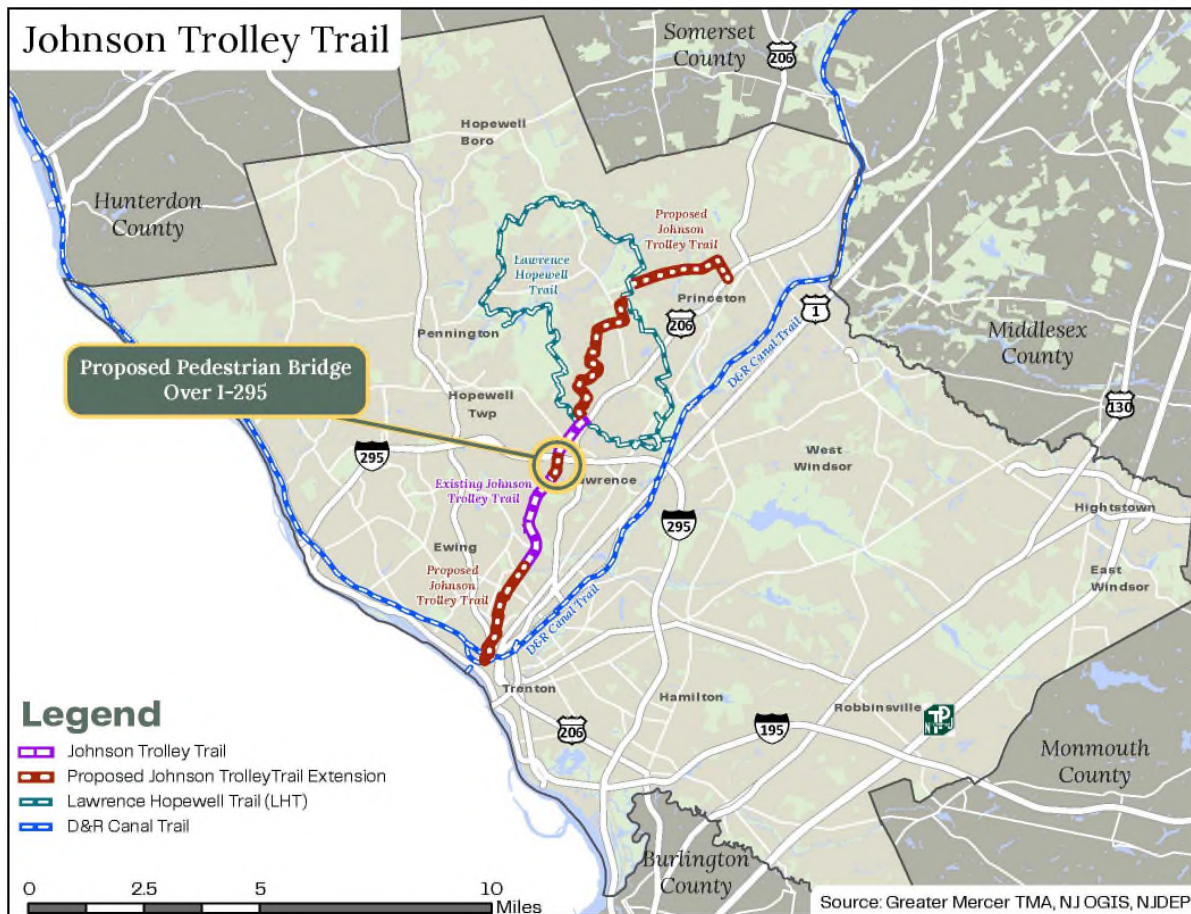 Johnson Trolley Trail
Somerset
County
206
Hopewell
Boro
Hunterdon
County
Proposed
Johnson
Trolley Trail
Lawrence
Hopewell
Trail
Princeton
206
1
Middlesex
County
Pennington
D&R Canal Trail
130
Proposed Pedestrian Bridge
Over I-295
Hopewell
Twp
295
West
Windsor
Existing Johnson
Trolley Trail
awrence
295
Hightstown
Ewing
East
Windsor
Proposed
Johnson
Trolley Trail
D&R Canal Trail
Trenton
Hamilton
Robbinsville
206
195
Monmouth
County
Burlington
County
Legend
Johnson Trolley Trail
Proposed Johnson TrolleyTrail Extension
Lawrence Hopewell Trail (LHT)
D&R Canal Trail
0 2.5 5 10
Miles
Source: Greater Mercer TMA, NJ OGIS, NJDEP